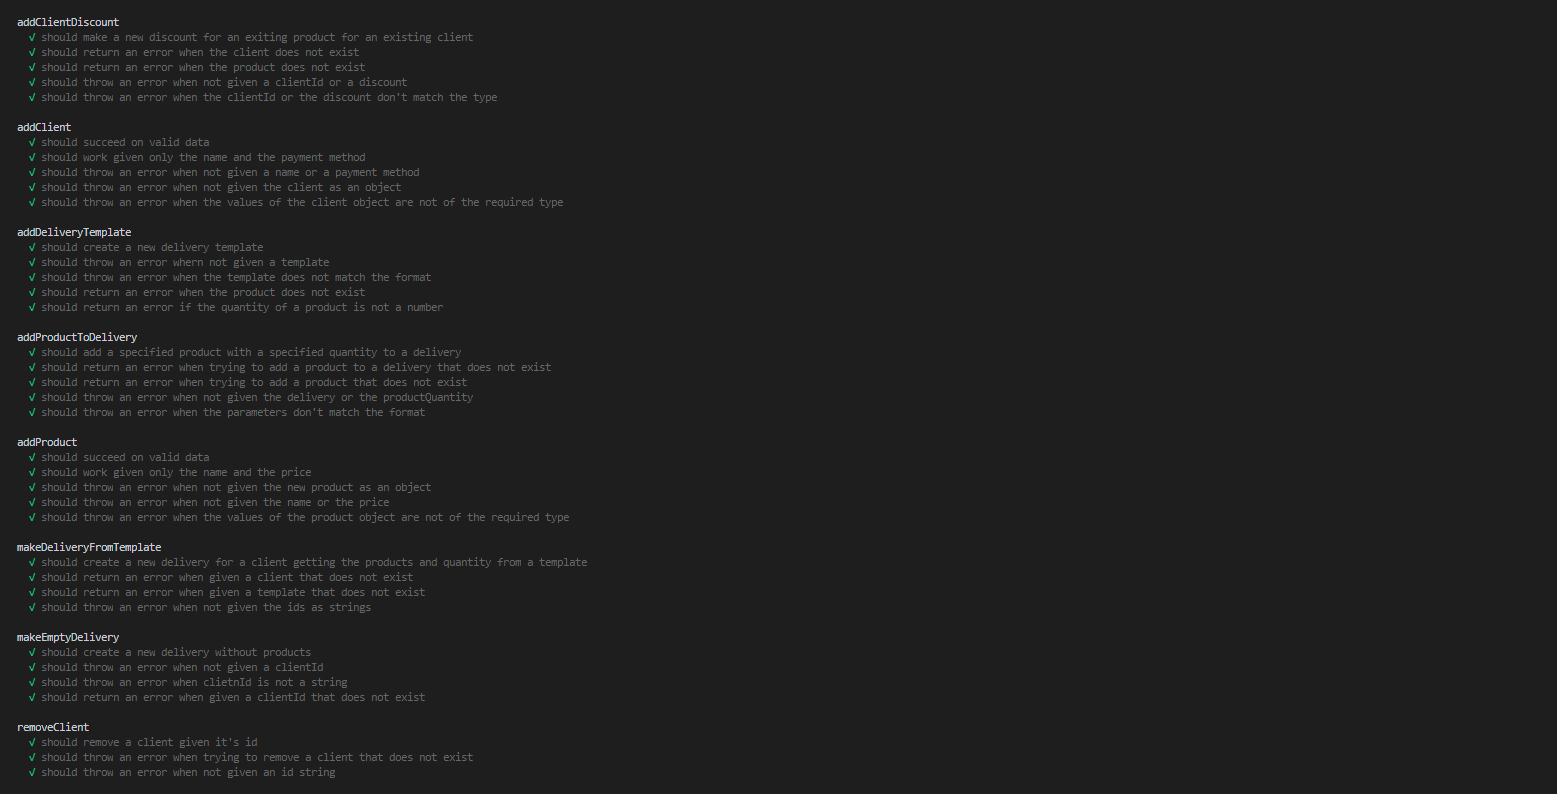 addClientDiscount
√ should make a new discount for an exiting product for an existing client
√ should return an error when the client does not exist
√ should return an error when the product does not exist
√ should throw an error when not given a clientId or a discount
√ should throw an error when the clientId or the discount don't match the type
addClient
√ should succeed on valid data
√ should work given only the name and the payment method
√ should throw an error when not given a name or a payment method
√ should throw an error when not given the client as an object
√ should throw an error when the values of the client object are not of the required type
addDeliveryTemplate
√ should create a new delivery template
√ should throw an error whern not given a template
√ should throw an error when the template does not match the format
√ should return an error when the product does not exist
√ should return an error if the quantity of a product is not a number
addProductToDelivery
√ should add a specified product with a specified quantity to a delivery
√ should return an error when trying to add a product to a delivery that does not exist
√ should return an error when trying to add a product that does not exist
√ should throw an error when not given the delivery or the productQuantity
√ should throw an error when the parameters don't match the format
addProduct
√ should succeed on valid data
√ should work given only the name and the price
√ should throw an error when not given the new product as an object
√ should throw an error when not given the name or the price
√ should throw an error when the values of the product object are not of the required type
makeDeliveryFromTemplate
√ should create a new delivery for a client getting the products and quantity from a template
√ should return an error when given a client that does not exist
√ should return an error when given a template that does not exist
√ should throw an error when not given the ids as strings
makeEmptyDelivery
√ should create a new delivery without products
√ should throw an error when not given a clientId
√ should throw an error when clietnId is not a string
√ should return an error when given a clientId that does not exist
removeClient
√ should remove a client given it's id
√ should throw an error when trying to remove a client that does not exist
√ should throw an error when not given an id string